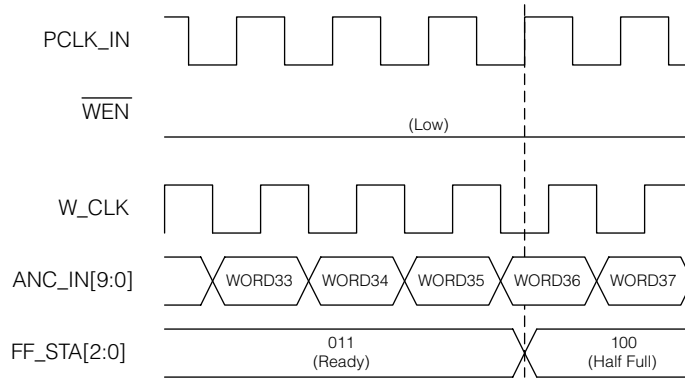 PCLK_IN
WEN
(Low)
W_CLK
ANC_IN[9:0]
WORD33 WORD34 WORD35 WORD36 WORD37
FF_STA[2:0]
011
(Ready)
100
(Half Full)